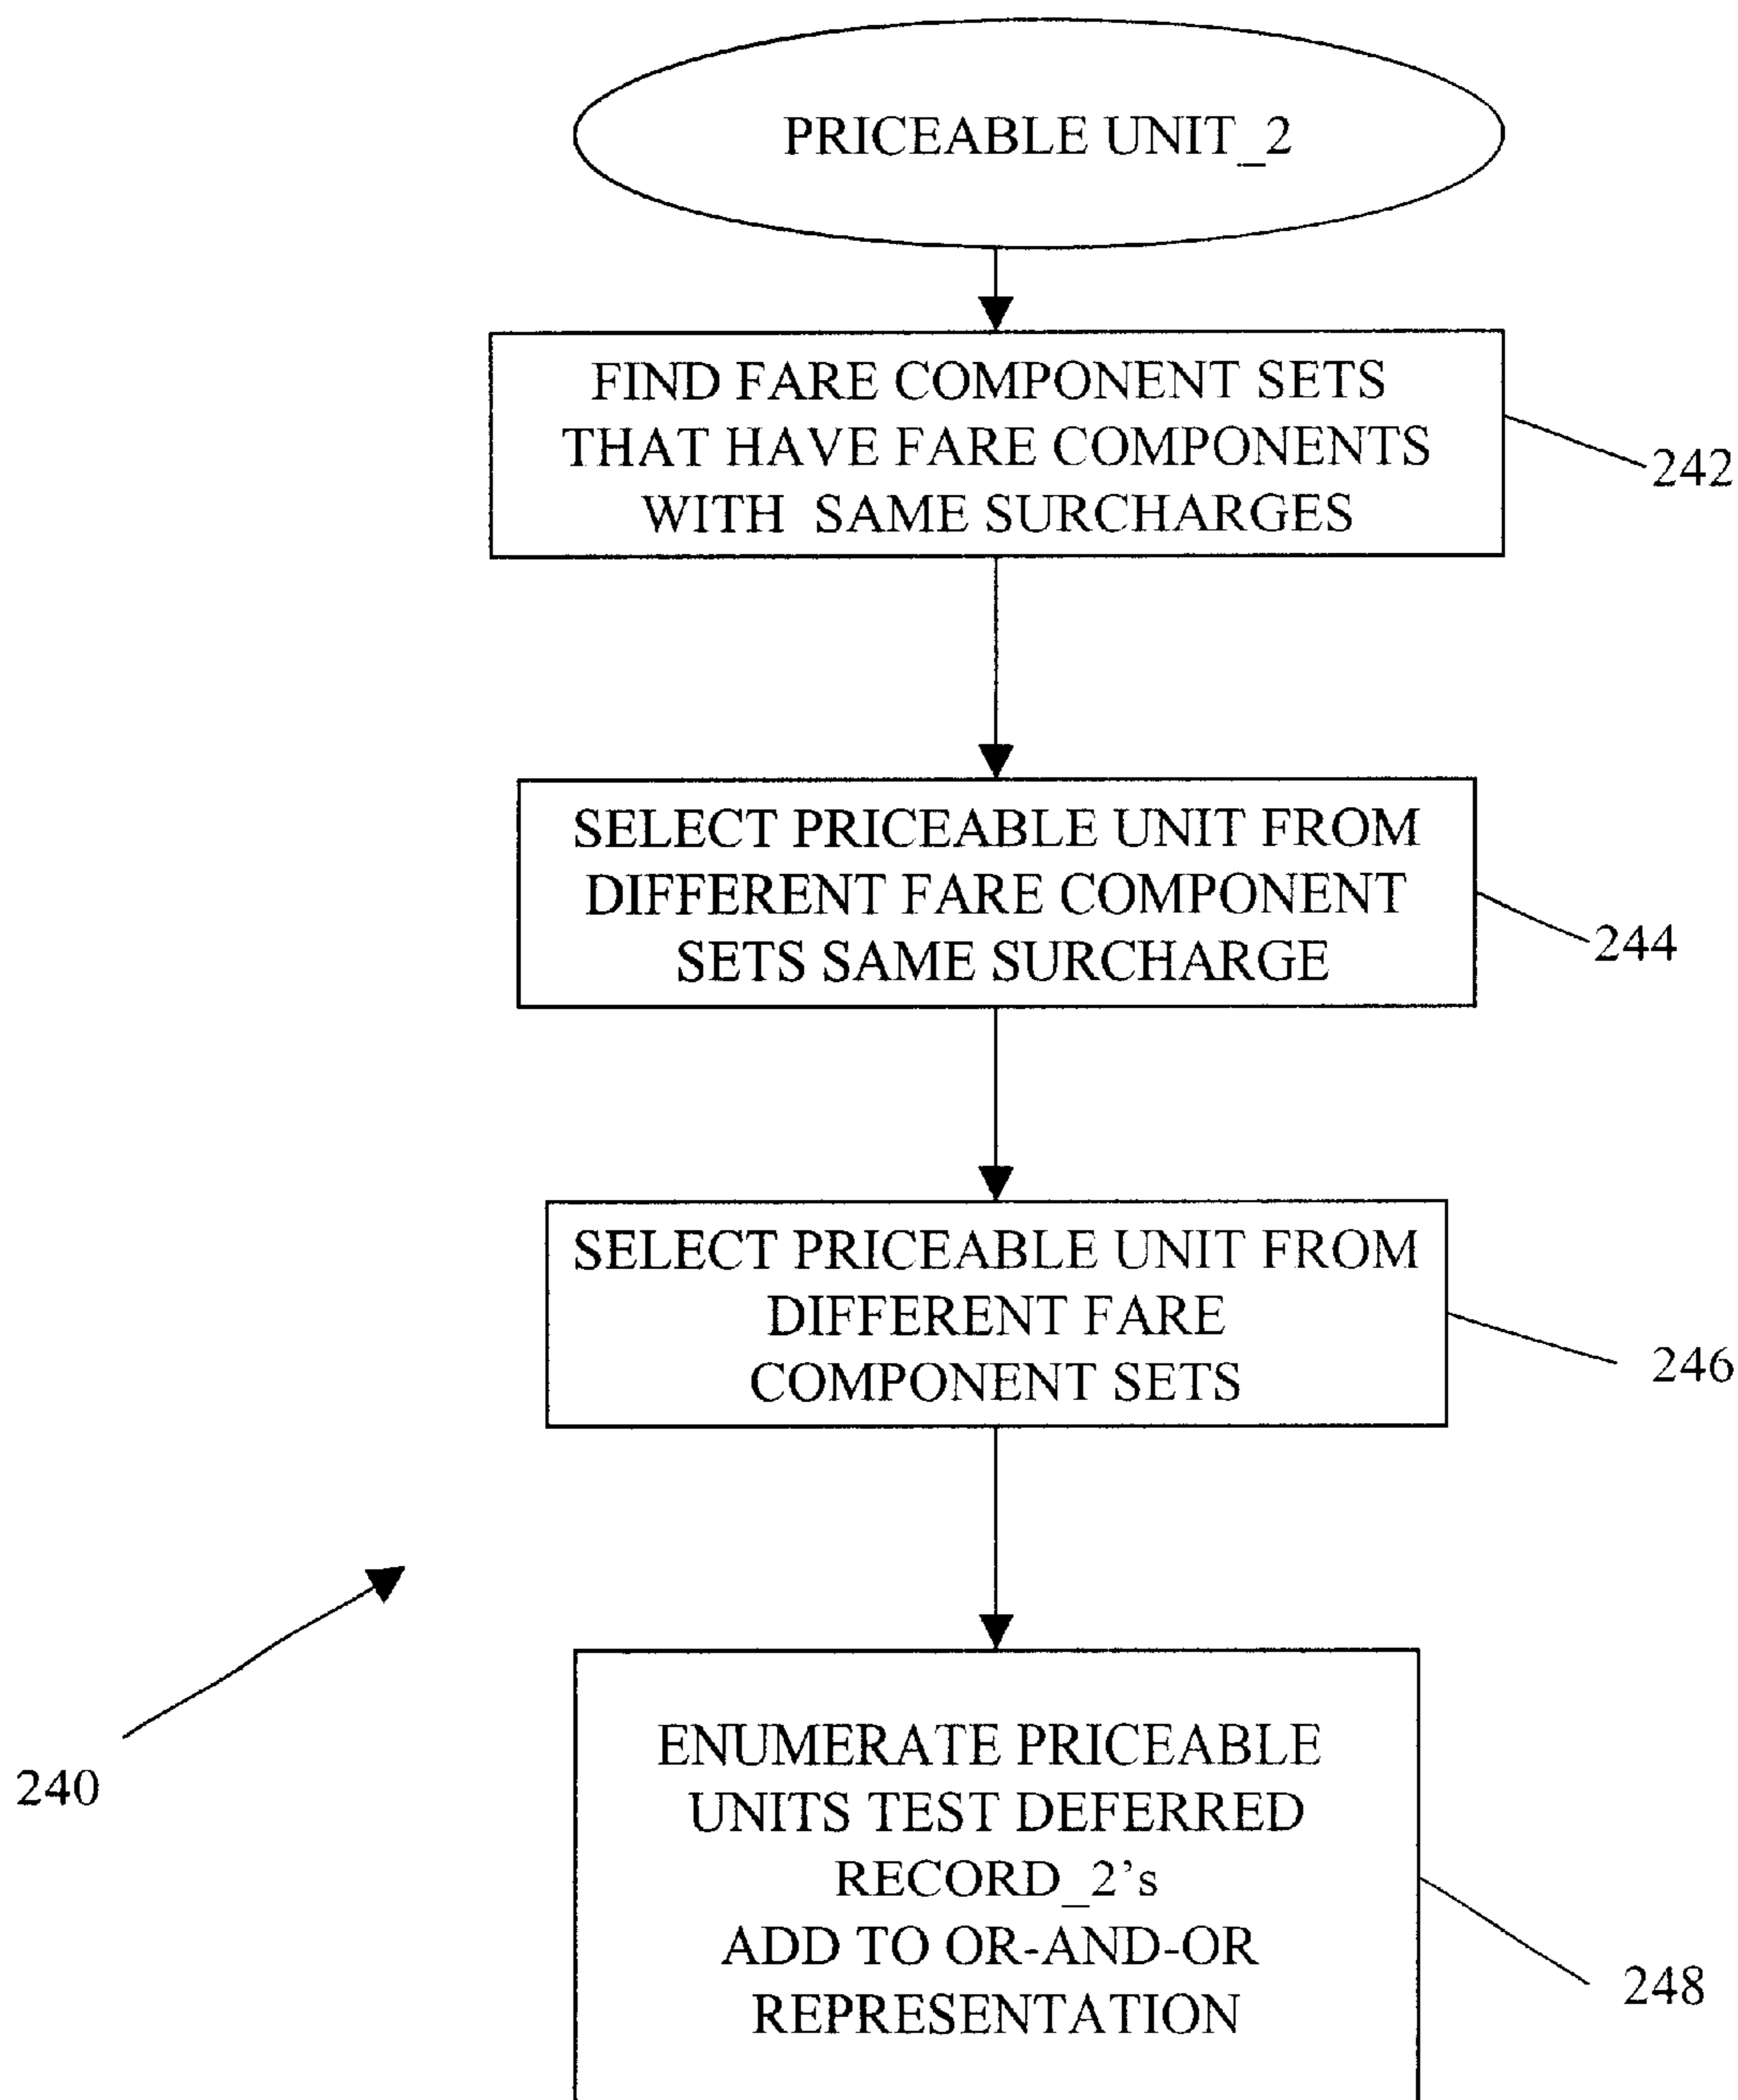 PRICEABLE UNIT_2
FIND FARE COMPONENT SETS
THAT HAVE FARE COMPONENTS
WITH SAME SURCHARGES
242
SELECT PRICEABLE UNIT FROM
DIFFERENT FARE COMPONENT
SETS SAME SURCHARGE
244
SELECT PRICEABLE UNIT FROM
DIFFERENT FARE
COMPONENT SETS
246
240
ENUMERATE PRICEABLE
UNITS TEST DEFERRED
RECORD_2's
ADD TO OR-AND-OR
REPRESENTATION
248